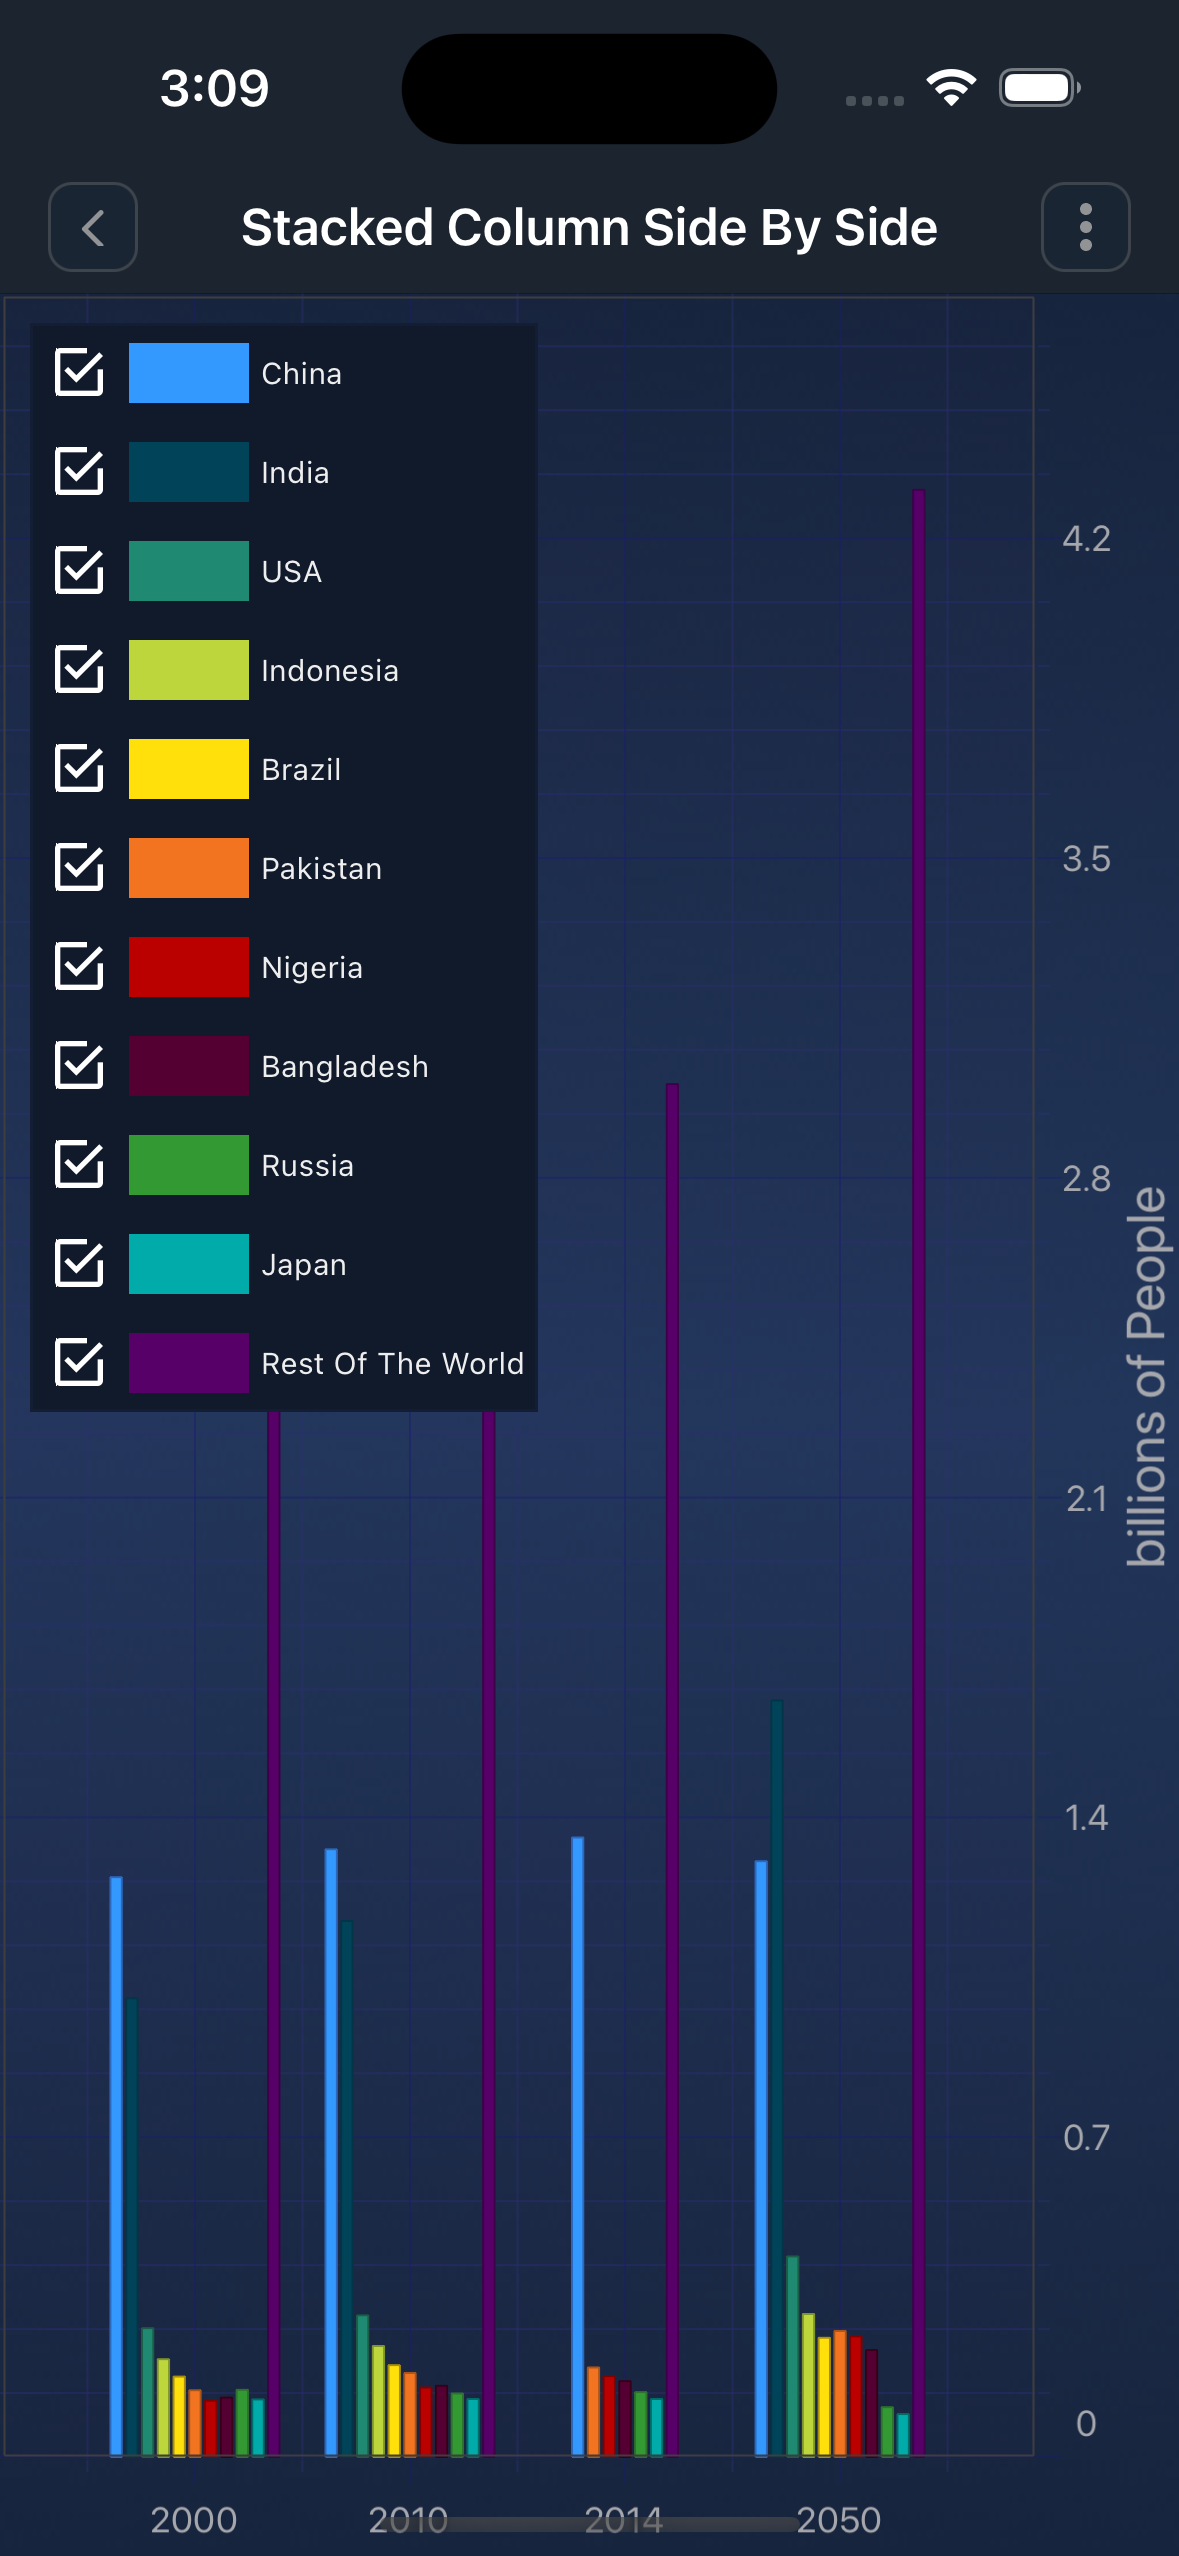 3:09
Stacked Column Side By Side
China
India
USA
Indonesia
Brazil
Pakistan
Nigeria
Bangladesh
Russia
Japan
Rest Of The World
4.2
3.5
2.8
2.1
1.4
0.7
0
billions of People
2000 2010 2014 2050